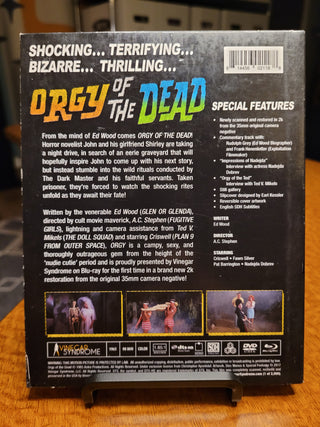 SHOCKING... TERRIFYING...
BIZARRE... THRILLING...
ORGY OF THE DEAD
From the mind of Ed Wood comes ORGY OF THE DEAD!
Horror novelist John and his girlfriend Shirley are taking
a night drive, in search of an eerie graveyard that will
hopefully inspire John to come up with his next story,
but instead stumble into the wild rituals conducted by
The Dark Master and his faithful servants. Taken
prisoner, they're forced to watch the shocking rites
unfold as they await their fate!
Written by the venerable Ed Wood (GLEN OR GLENDA),
directed by cult movie maverick, A.C. Stephen (FUGITIVE
GIRLS), lightning and camera assistance from Ted V.
Mikels (THE DOLL SQUAD) and starring Criswell (PLAN 9
FROM OUTER SPACE), ORGY is a campy, sexy, and
thoroughly outrageous gem from the height of the
'nudie cutie' period and is proudly presented by Vinegar
Syndrome on Blu-ray for the first time in a brand new 2k
restoration from the original 35mm camera negative!
SPECIAL FEATURES
• Newly scanned and restored in 2k
from the 35mm original camera
negative
• Commentary track with:
Rudolph Grey (Ed Wood Biographer)
and Frank Henenlotter (Exploitation
Filmmaker)
• "Impressions of Nadejda" -
Interview with actress Nadejda
Dobrev
• "Orgy of the Ted" -
Interview with Ted V. Mikels
• Still gallery
• Slipcover designed by Earl Kessler
• Reversible cover artwork
• English SDH Subtitles
WRITER
Ed Wood
DIRECTOR
A.C. Stephen
STARRING
Criswell • Fawn Silver
Pat Barrington • Nadejda Dobrev
VINEGAR
SYNDROME
1965
90 MIN
COLOR
1.85:1
DVD